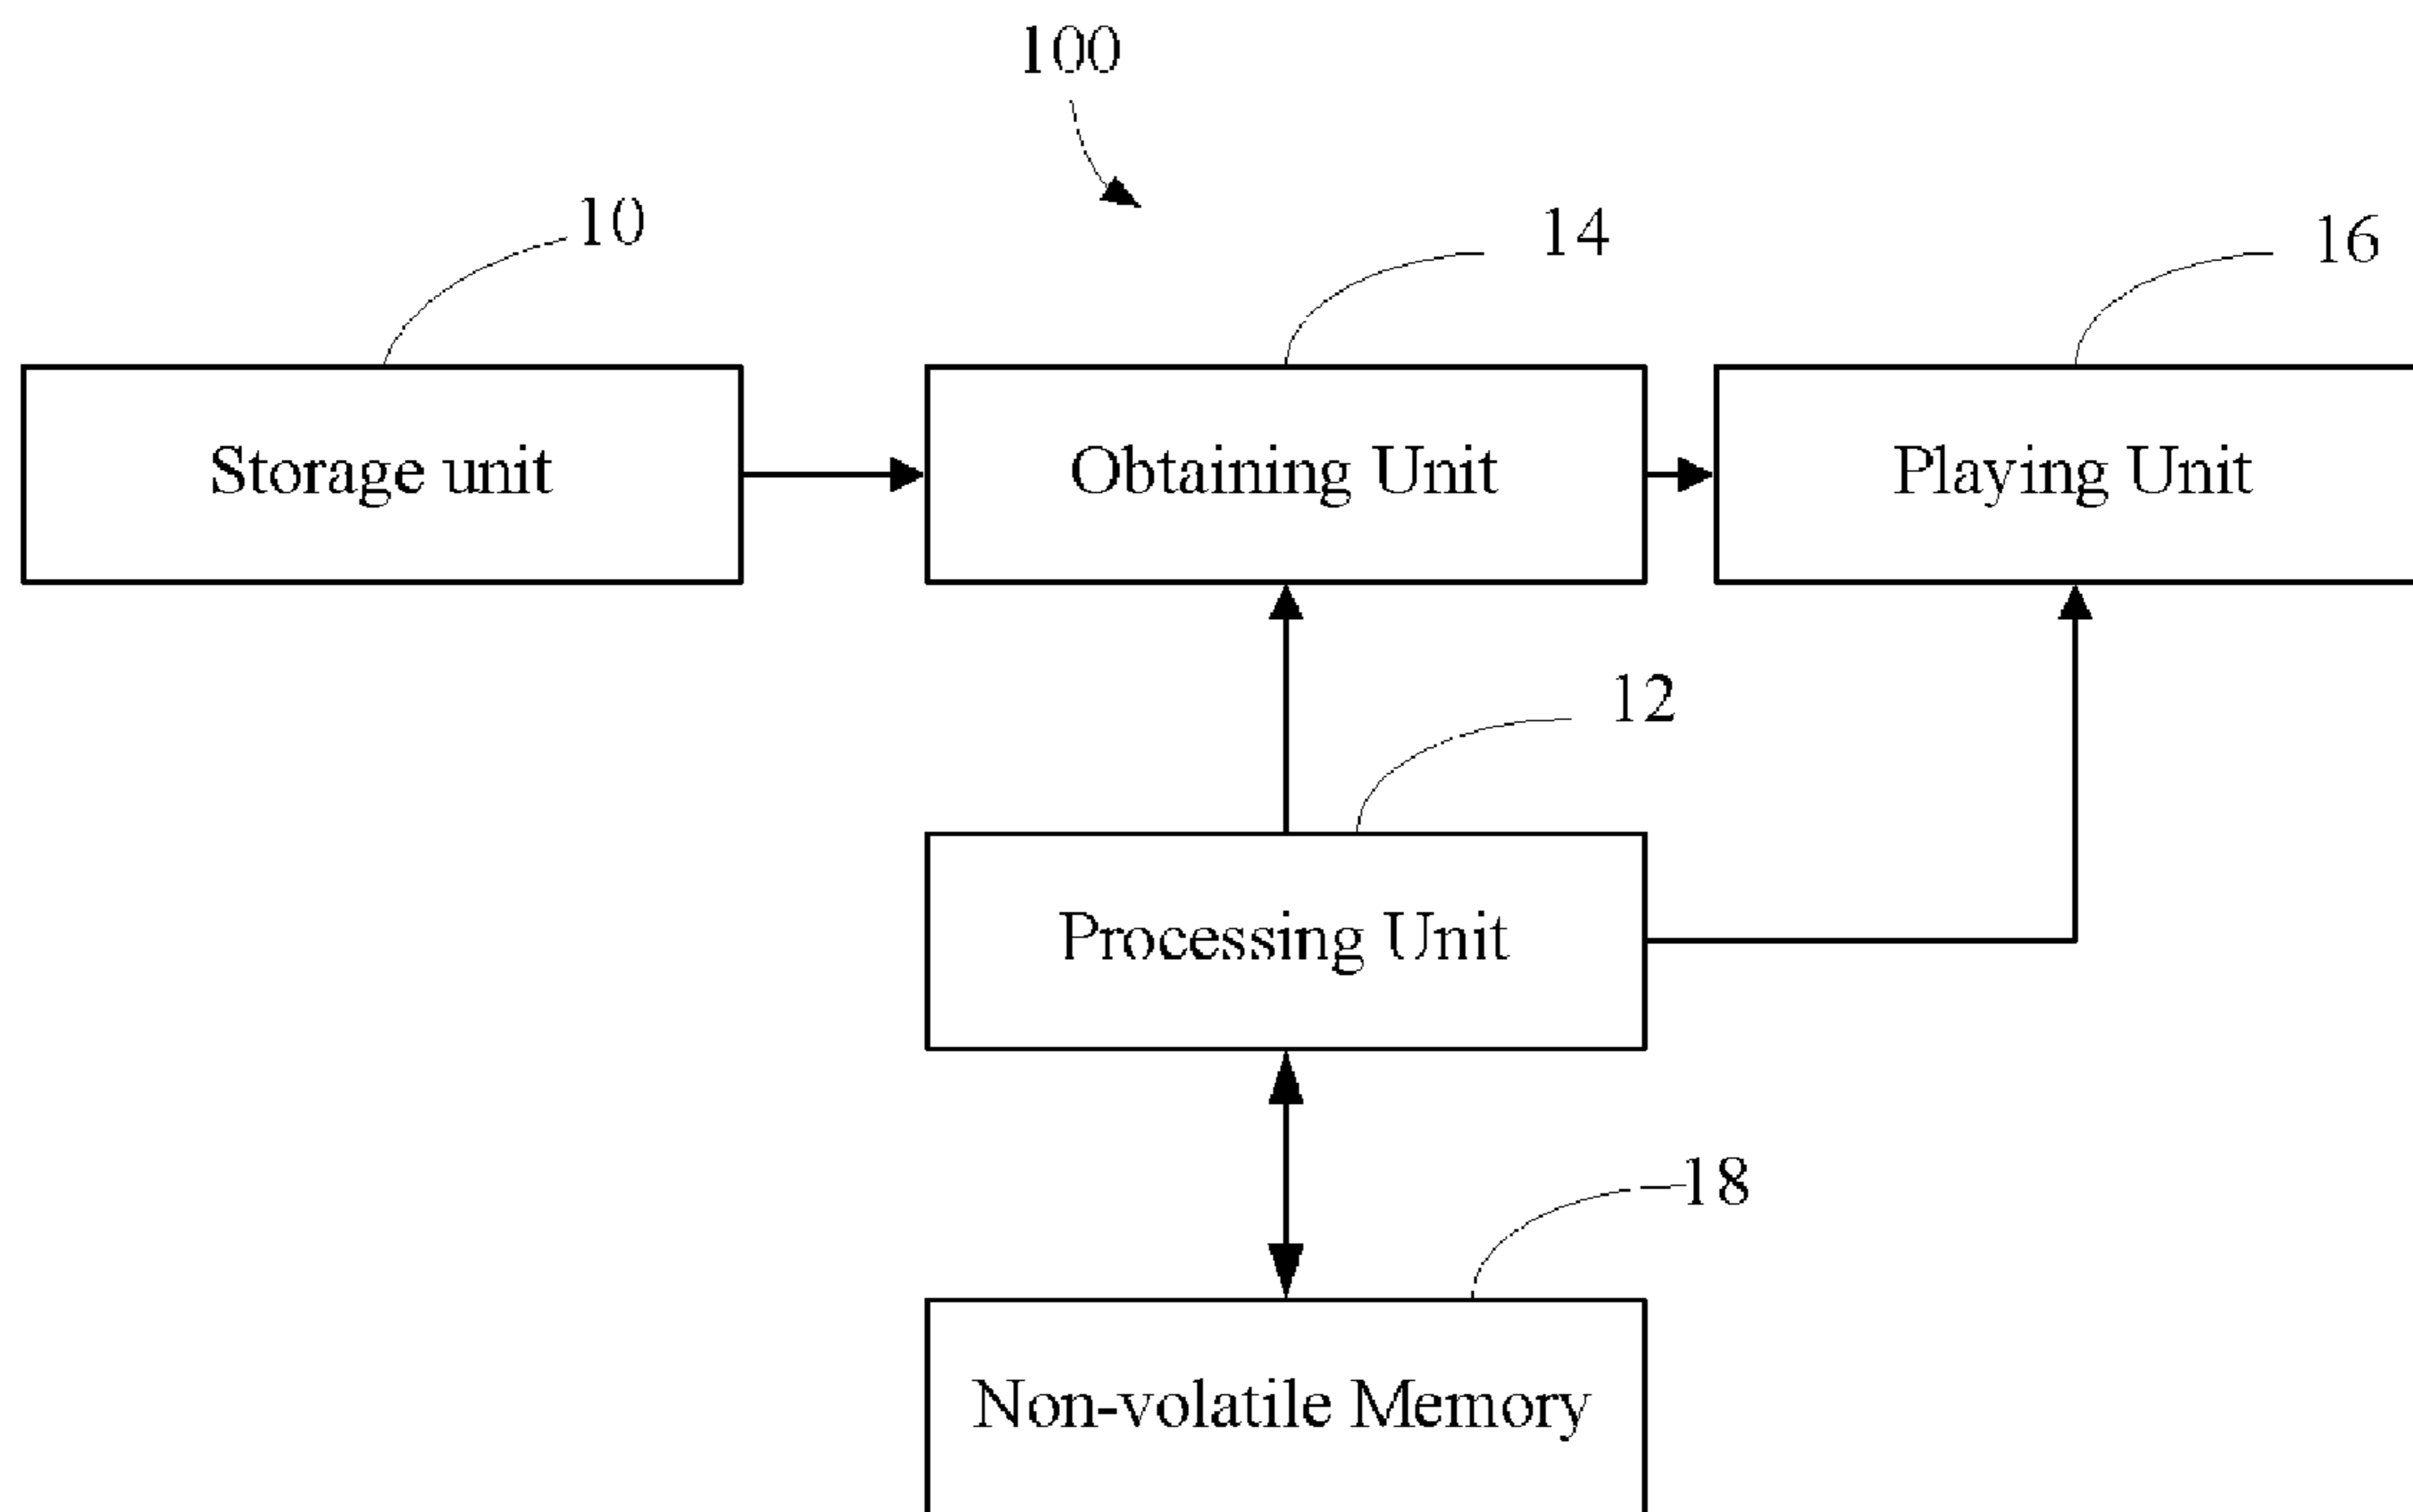 100
10
14
16
Storage unit
Obtaining Unit
Playing Unit
12
Processing Unit
18
Non-volatile Memory